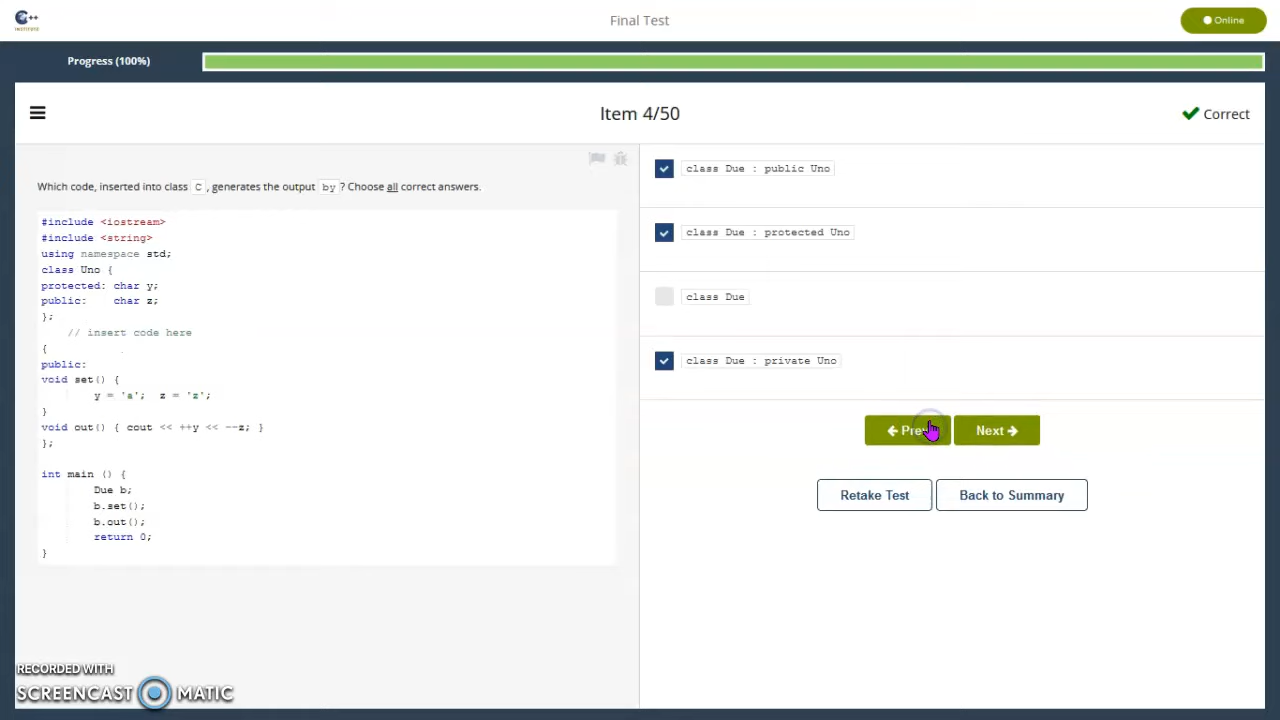 C++
INSTITUTE
Final Test
Online
Progress (100%)
Item 4/50
Correct
Which code, inserted into class C, generates the output by? Choose all correct answers.
#include <iostream>
#include <string>
using namespace std;
class Uno {
protected: char y;
public:    char z;
};
// insert code here
{
public:
void set() {
y = 'a';  z = 'z';
}
void out() { cout << ++y << --z; }
};
int main () {
Due b;
b.set();
b.out();
return 0;
}
class Due : public Uno
class Due : protected Uno
class Due
class Due : private Uno
Next
Retake Test
Back to Summary
RECORDED WITH
SCREENCAST MATIC